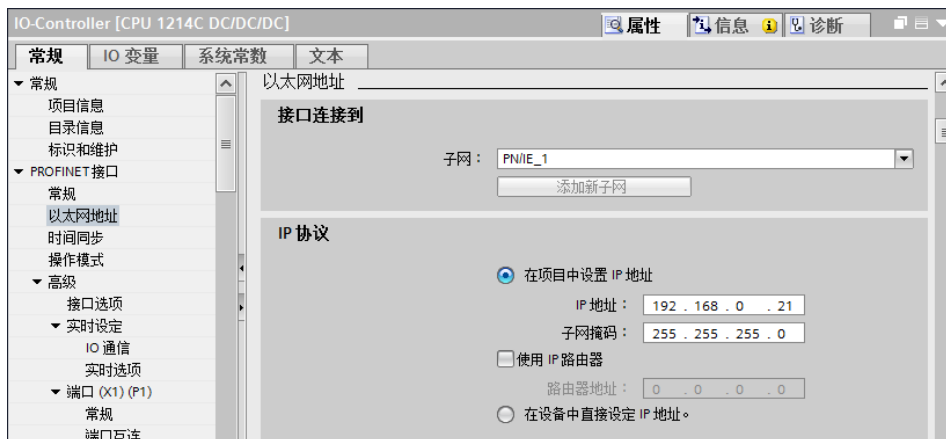 IO-Controller [CPU 1214C DC/DC/DC]
属性
信息
诊断
常规
IO 变量
系统常数
文本
常规
项目信息
目录信息
标识和维护
PROFINET接口
常规
以太网地址
时间同步
操作模式
高级
接口选项
实时设定
IO 通信
实时选项
端口 (X1) (P1)
常规
端口互连
以太网地址
接口连接到
子网：
PN/IE_1
添加新子网
IP 协议
在项目中设置 IP 地址
IP 地址： 192 . 168 . 0 . 21
子网掩码： 255 . 255 . 255 . 0
使用 IP 路由器
路由器地址： 0 . 0 . 0 . 0
在设备中直接设定 IP 地址。